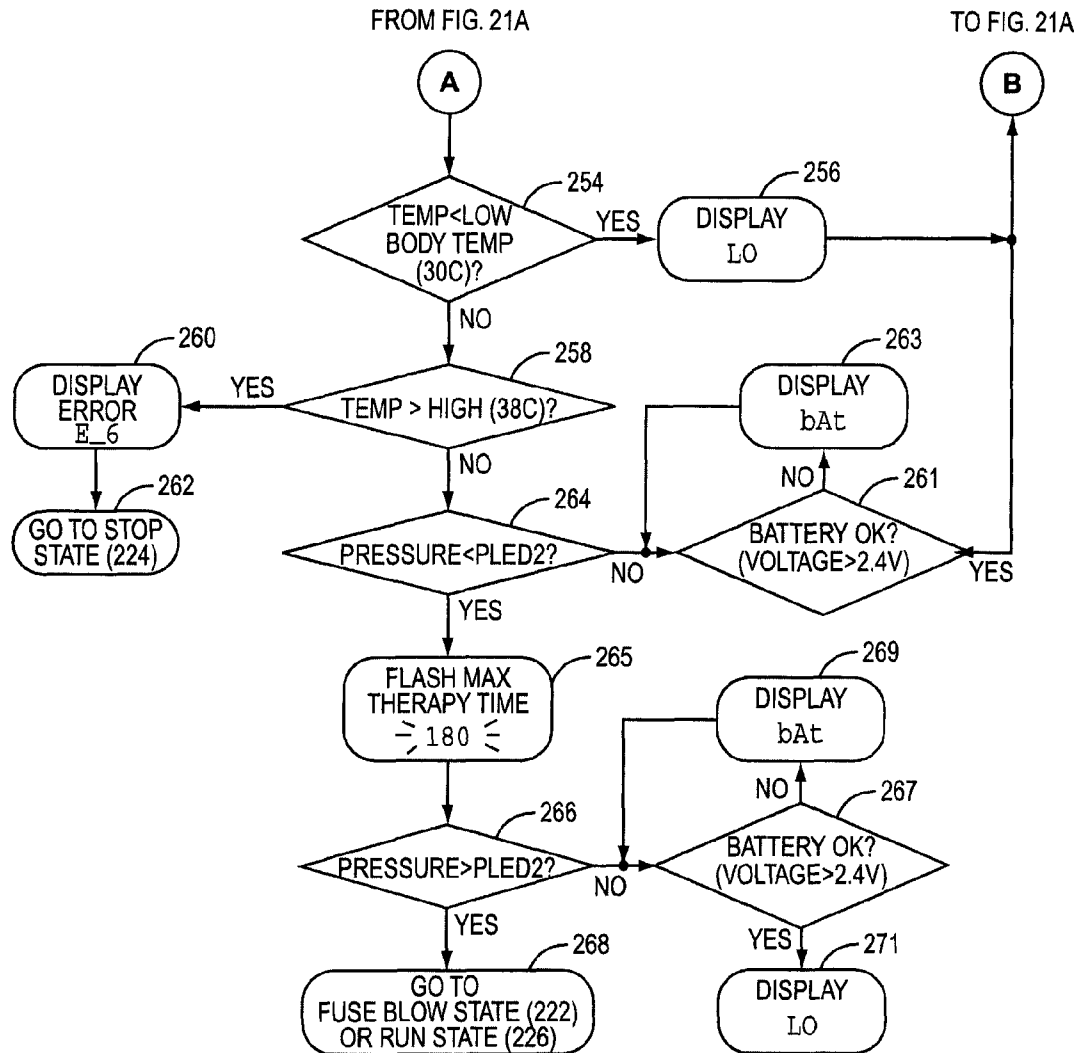 FROM FIG. 21A
TO FIG. 21A
A
B
254
TEMP<LOW
BODY TEMP
(30C)?
YES
256
DISPLAY
LO
NO
260
DISPLAY
ERROR
E_6
YES
258
TEMP > HIGH (38C)?
263
DISPLAY
bAt
NO
262
GO TO STOP
STATE (224)
NO
264
PRESSURE<PLED2?
NO
261
BATTERY OK?
(VOLTAGE>2.4V)
YES
YES
265
FLASH MAX
THERAPY TIME
180
269
DISPLAY
bAt
NO
266
PRESSURE>PLED2?
NO
267
BATTERY OK?
(VOLTAGE>2.4V)
YES
268
GO TO
FUSE BLOW STATE (222)
OR RUN STATE (226)
YES
271
DISPLAY
LO